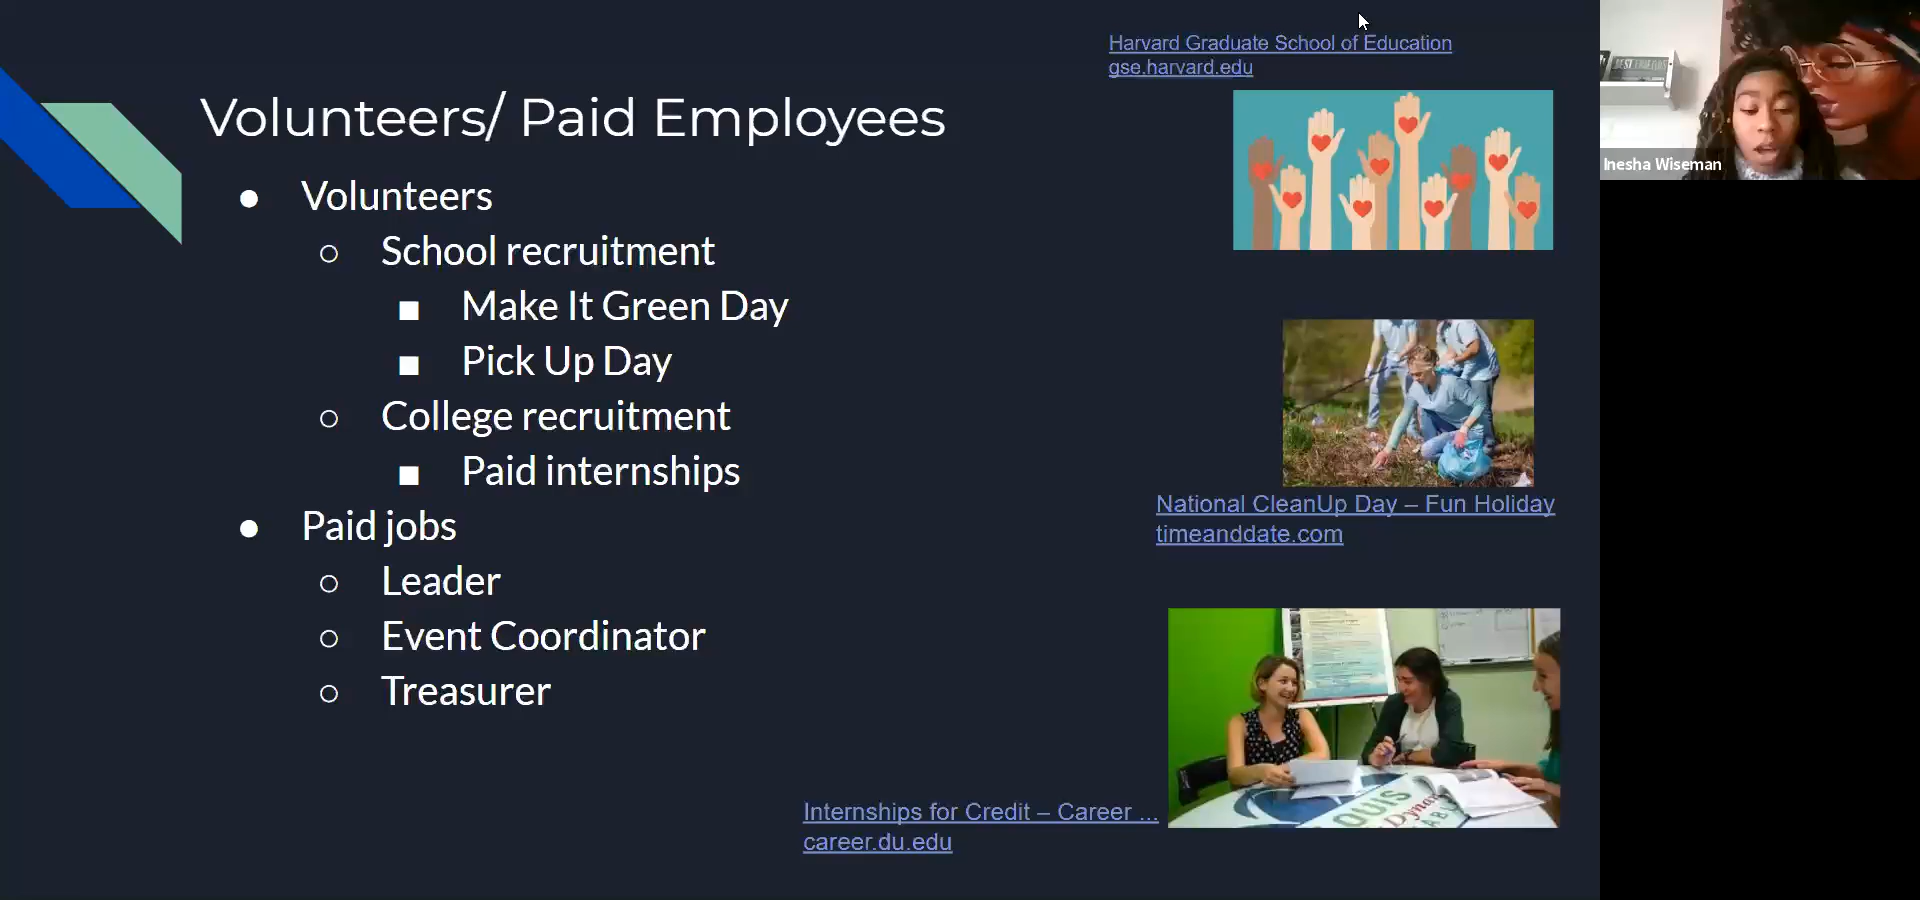 Harvard Graduate School of Education
gse.harvard.edu
Volunteers/ Paid Employees
Volunteers
School recruitment
Make It Green Day
Pick Up Day
College recruitment
Paid internships
Paid jobs
Leader
Event Coordinator
Treasurer
National CleanUp Day – Fun Holiday
timeanddate.com
Internships for Credit – Career ...
career.du.edu
Inesha Wiseman